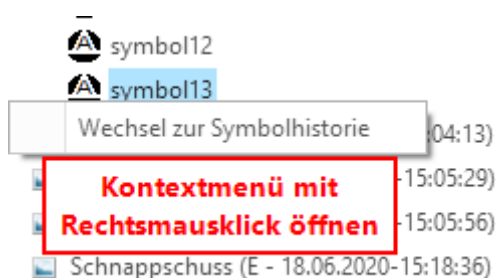 symbol12
symbol13
Wechsel zur Symbolhistorie
:04:13)
Kontextmenü mit
-15:05:29)
Rechtsmausklick öffnen
-15:05:56)
Schnappschuss (E - 18.06.2020-15:18:36)